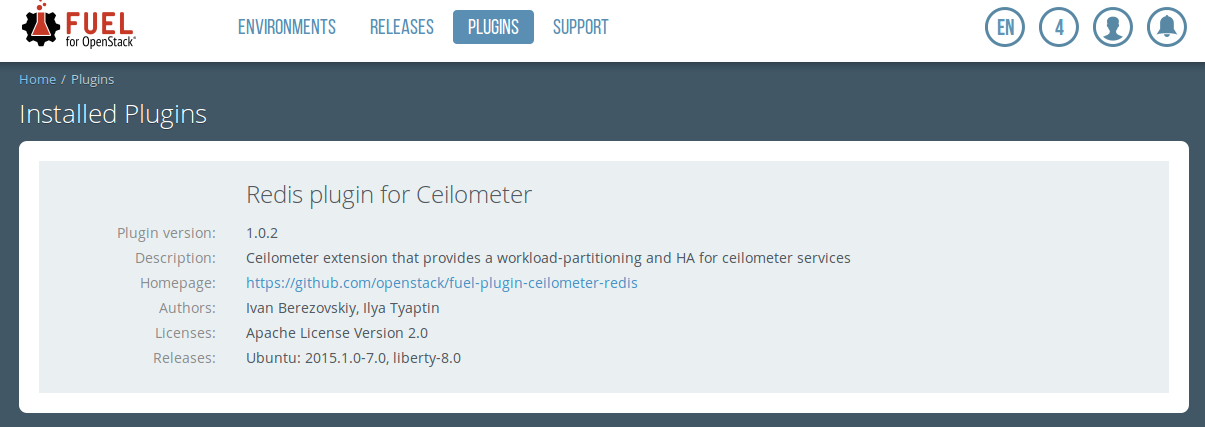 FUEL
for OpenStack™
ENVIRONMENTS RELEASES PLUGINS SUPPORT EN 4
Home / Plugins
Installed Plugins
Redis plugin for Ceilometer
Plugin version: 1.0.2
Description: Ceilometer extension that provides a workload-partitioning and HA for ceilometer services
Homepage: https://github.com/openstack/fuel-plugin-ceilometer-redis
Authors: Ivan Berezovskiy, Ilya Tyaptin
Licenses: Apache License Version 2.0
Releases: Ubuntu: 2015.1.0-7.0, liberty-8.0